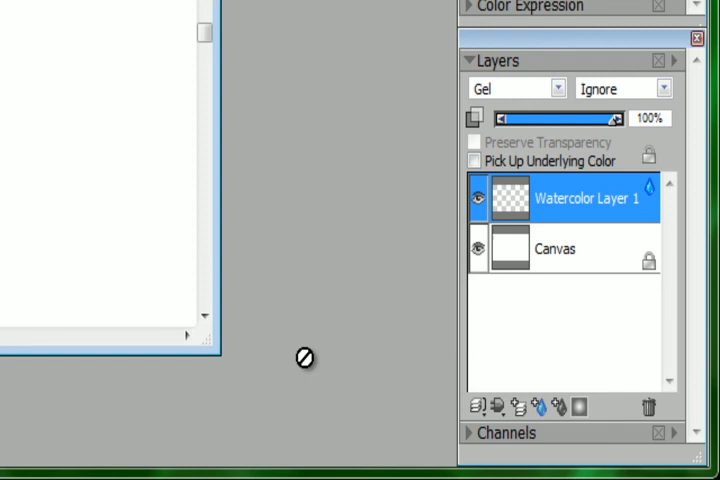 Color Expression
Layers
Gel
Ignore
100%
Preserve Transparency
Pick Up Underlying Color
Watercolor Layer 1
Canvas
Channels